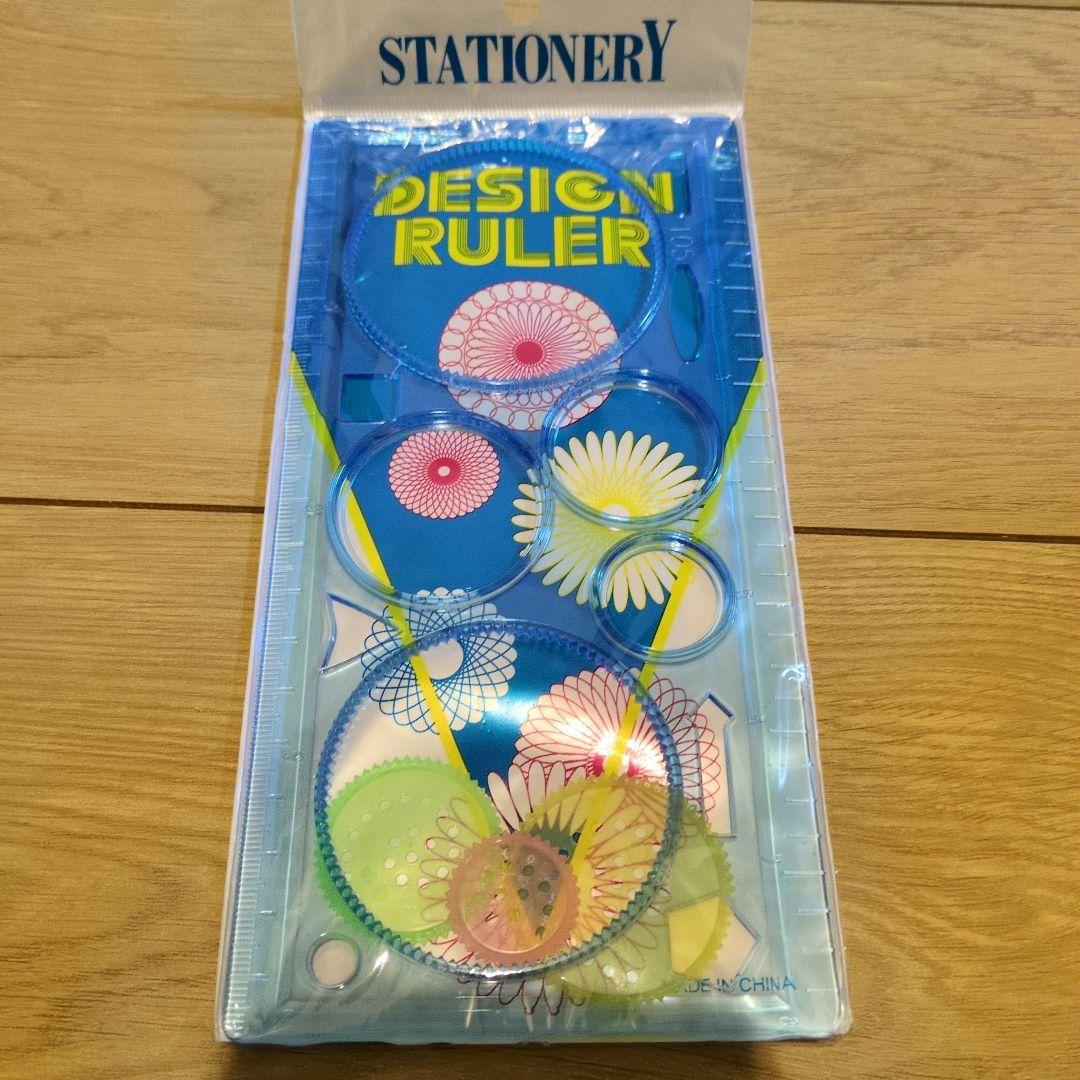 STATIONERY
DESIGN
RULER
MADE IN CHINA